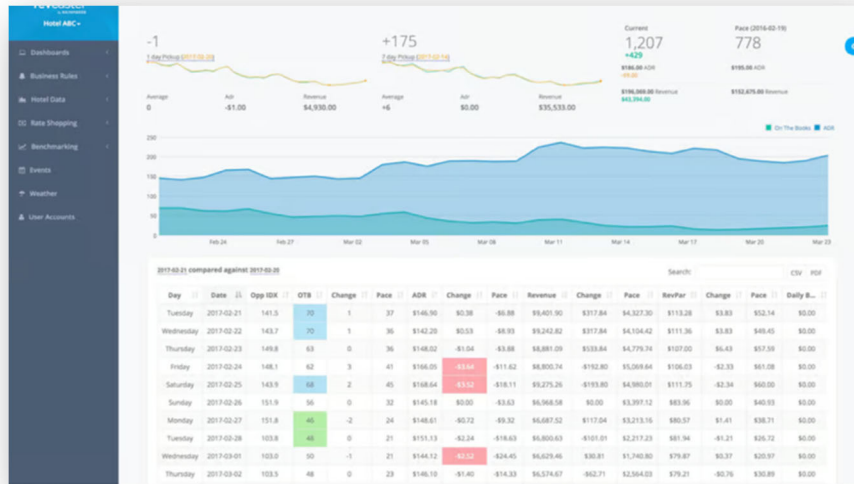 Hotel ABC
Dashboards
Business Rules
Hotel Data
Rate Shopping
Benchmarking
Events
Weather
User Accounts
-1
1 day Pickup (2017-02-20)
Average Adr Revenue
0 -$1.00 $4,930.00
+175
7 day Pickup (2017-02-14)
Average Adr Revenue
+6 $0.00 $35,533.00
Current Pace (2016-02-19)
1,207 778
+429
$186.00 ADR $195.00 ADR
Revenue $152,675.00 Revenue
On The Books ADR
250
200
150
100
50
0
Feb 24 Feb 27 Mar 02 Mar 05 Mar 08 Mar 11 Mar 14 Mar 17 Mar 20 Mar 23
2017-02-21 compared against 2017-02-20 Search: CSV PDF
Day Date Opp IDX OTB Change Pace ADR Change Pace Revenue Change Pace RevPar Change Pace Daily B...
Tuesday 2017-02-21 141.5 70 1 37 $146.90 $0.38 -$6.88 $9,401.90 $317.84 $4,327.30 $113.28 $3.83 $52.14 $0.00
Wednesday 2017-02-22 143.7 70 1 36 $142.20 $0.53 -$8.93 $9,242.82 $317.84 $4,104.42 $111.36 $3.83 $49.45 $0.00
Thursday 2017-02-23 149.8 63 0 36 $148.02 -$1.04 -$3.88 $8,881.09 $533.84 $4,779.74 $107.00 $6.43 $57.59 $0.00
Friday 2017-02-24 148.1 62 3 41 $166.05 -$3.64 -$11.62 $8,800.74 -$192.80 $5,069.64 $106.03 -$2.33 $61.08 $0.00
Saturday 2017-02-25 143.9 68 2 45 $168.64 -$3.52 -$18.11 $9,275.26 -$193.80 $4,980.01 $111.75 -$2.34 $60.00 $0.00
Sunday 2017-02-26 151.9 56 0 32 $145.18 $0.00 -$3.63 $6,968.58 $0.00 $3,397.12 $83.96 $0.00 $40.93 $0.00
Monday 2017-02-27 151.8 46 -2 24 $148.61 -$0.72 -$9.32 $6,687.52 $117.04 $3,213.16 $80.57 $1.41 $38.71 $0.00
Tuesday 2017-02-28 103.8 48 0 21 $151.13 -$2.24 -$18.63 $6,800.63 -$101.01 $2,217.23 $81.94 -$1.21 $26.72 $0.00
Wednesday 2017-03-01 103.0 50 -1 21 $144.12 -$2.52 -$24.45 $6,629.46 $30.81 $1,740.80 $79.87 $0.37 $20.97 $0.00
Thursday 2017-03-02 103.5 48 0 23 $146.10 -$1.40 -$14.33 $6,574.67 -$62.71 $2,564.03 $79.21 -$0.76 $30.89 $0.00